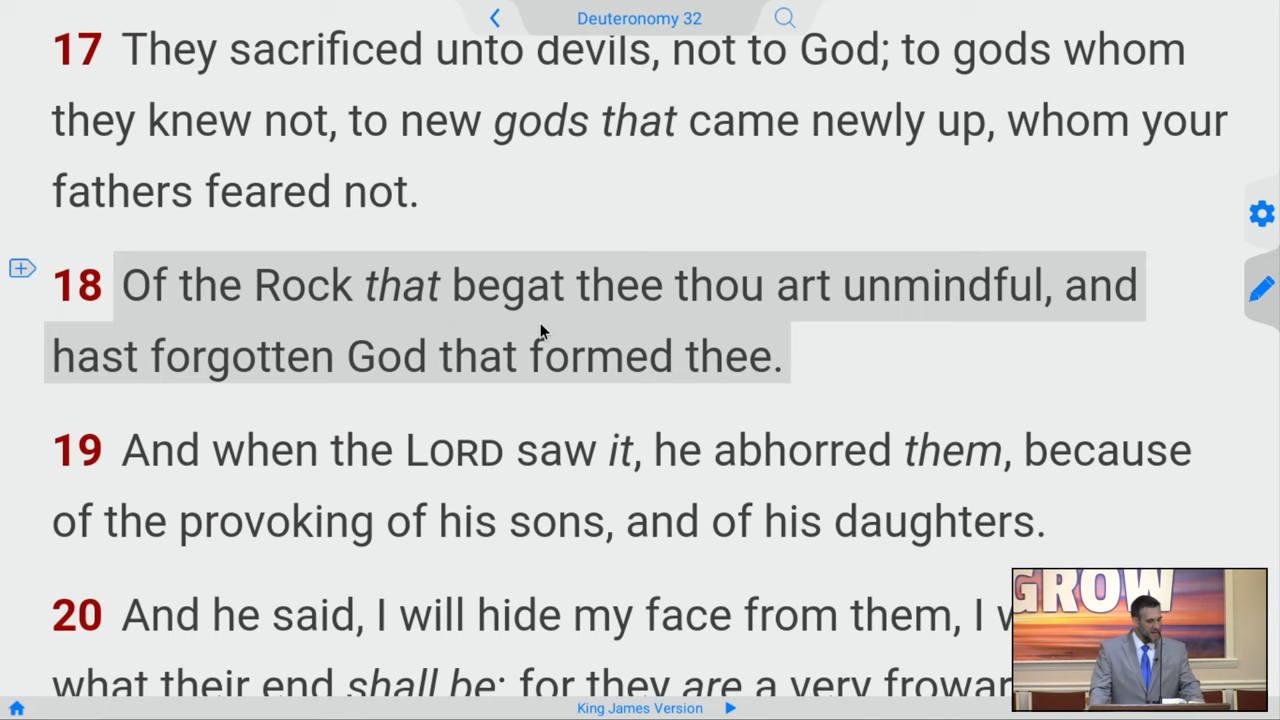 Deuteronomy 32
17 They sacrificed unto devils, not to God; to gods whom
they knew not, to new gods that came newly up, whom your
fathers feared not.
18 Of the Rock that begat thee thou art unmindful, and
hast forgotten God that formed thee.
19 And when the LORD saw it, he abhorred them, because
of the provoking of his sons, and of his daughters.
20 And he said, I will hide my face from them, I
what their end shall be: for they are a very
GROW
King James Version